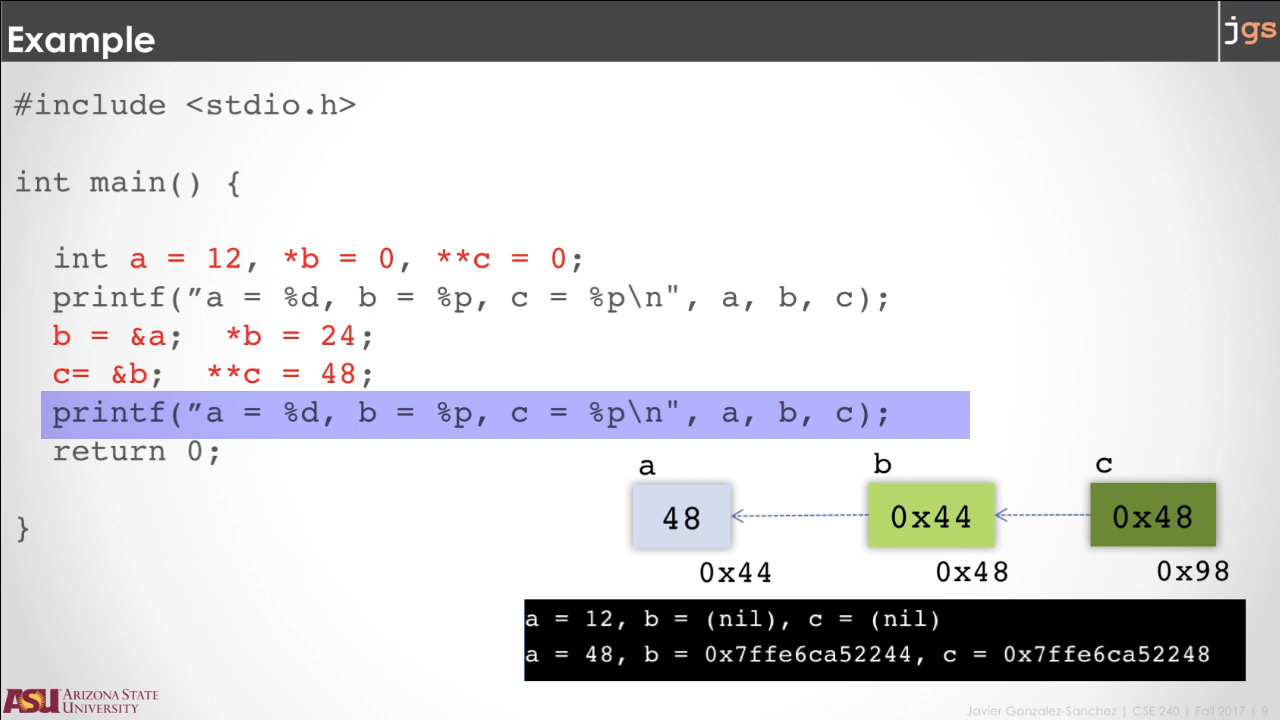 Example
jgs
#include <stdio.h>
int main() {
int a = 12, *b = 0, **c = 0;
printf(”a = %d, b = %p, c = %p\n", a, b, c);
b = &a; *b = 24;
c= &b; **c = 48;
printf(”a = %d, b = %p, c = %p\n", a, b, c);
return 0;
}
a b c
48 0x44 0x48
0x44 0x48 0x98
a = 12, b = (nil), c = (nil)
a = 48, b = 0x7ffe6ca52244, c = 0x7ffe6ca52248
ASU ARIZONA STATE
UNIVERSITY
Javier Gonzalez-Sanchez | CSE 240 | Fall 2017 | 9